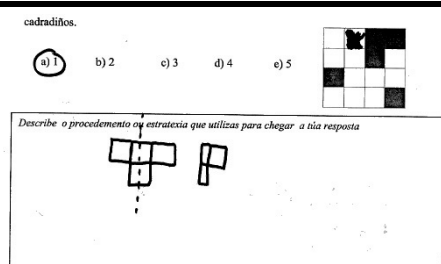 cadradiños.
a) 1 b) 2 c) 3 d) 4 e) 5
Describe o procedemento ou estratexia que utilizas para chegar a túa resposta